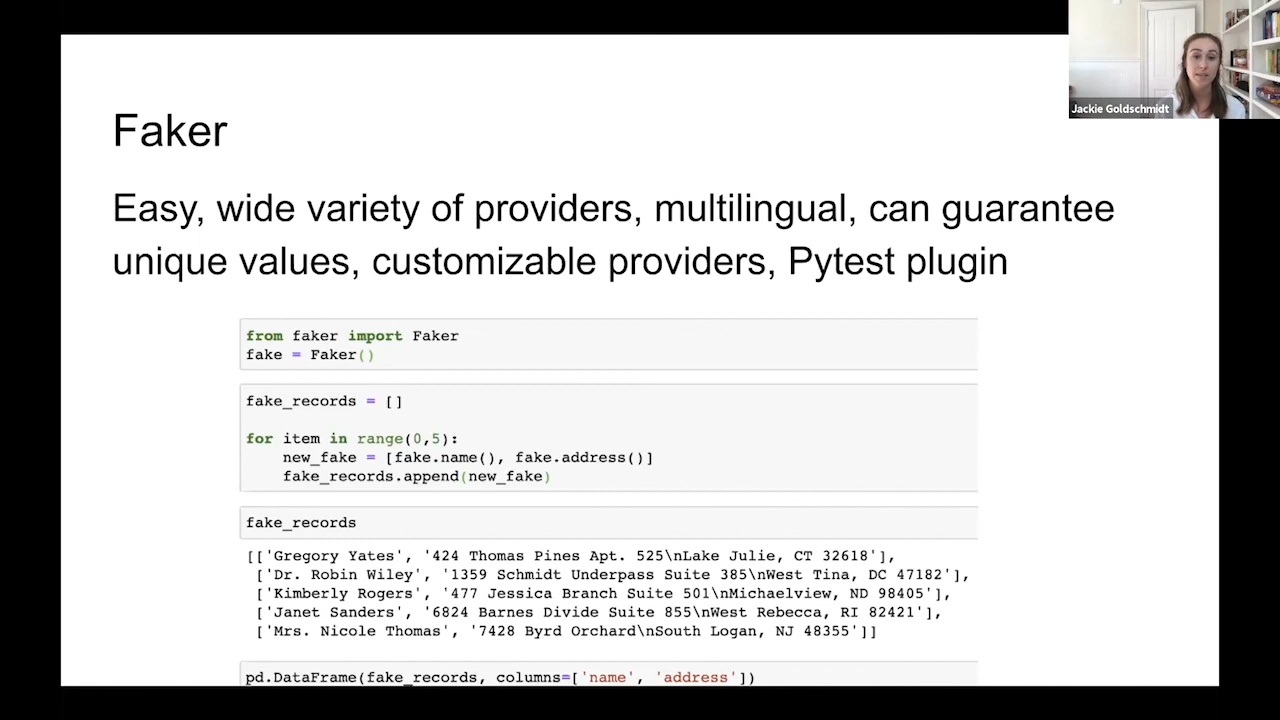 Jackie Goldschmidt
Faker
Easy, wide variety of providers, multilingual, can guarantee
unique values, customizable providers, Pytest plugin
from faker import Faker
fake = Faker()
fake_records = []
for item in range(0,5):
    new_fake = [fake.name(), fake.address()]
    fake_records.append(new_fake)
fake_records
[['Gregory Yates', '424 Thomas Pines Apt. 525\nLake Julie, CT 32618'],
 ['Dr. Robin Wiley', '1359 Schmidt Underpass Suite 385\nWest Tina, DC 47182'],
 ['Kimberly Rogers', '477 Jessica Branch Suite 501\nMichaelview, ND 98405'],
 ['Janet Sanders', '6824 Barnes Divide Suite 855\nWest Rebecca, RI 82421'],
 ['Mrs. Nicole Thomas', '7428 Byrd Orchard\nSouth Logan, NJ 48355']]
pd.DataFrame(fake_records, columns=['name', 'address'])